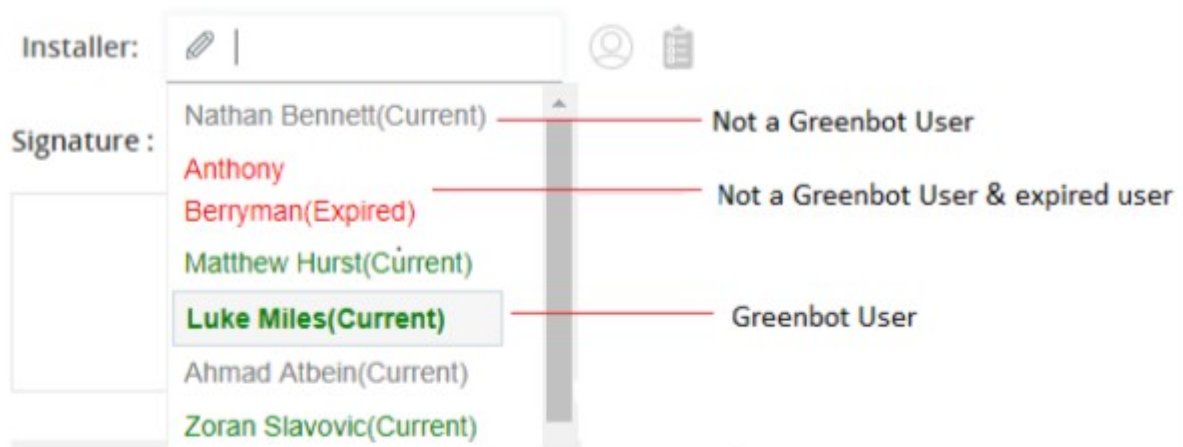 Installer:
Nathan Bennett(Current)
Not a Greenbot User
Signature :
Anthony
Berryman(Expired)
Not a Greenbot User & expired user
Matthew Hurst(Current)
Luke Miles(Current)
Greenbot User
Ahmad Atbein(Current)
Zoran Slavovic(Current)